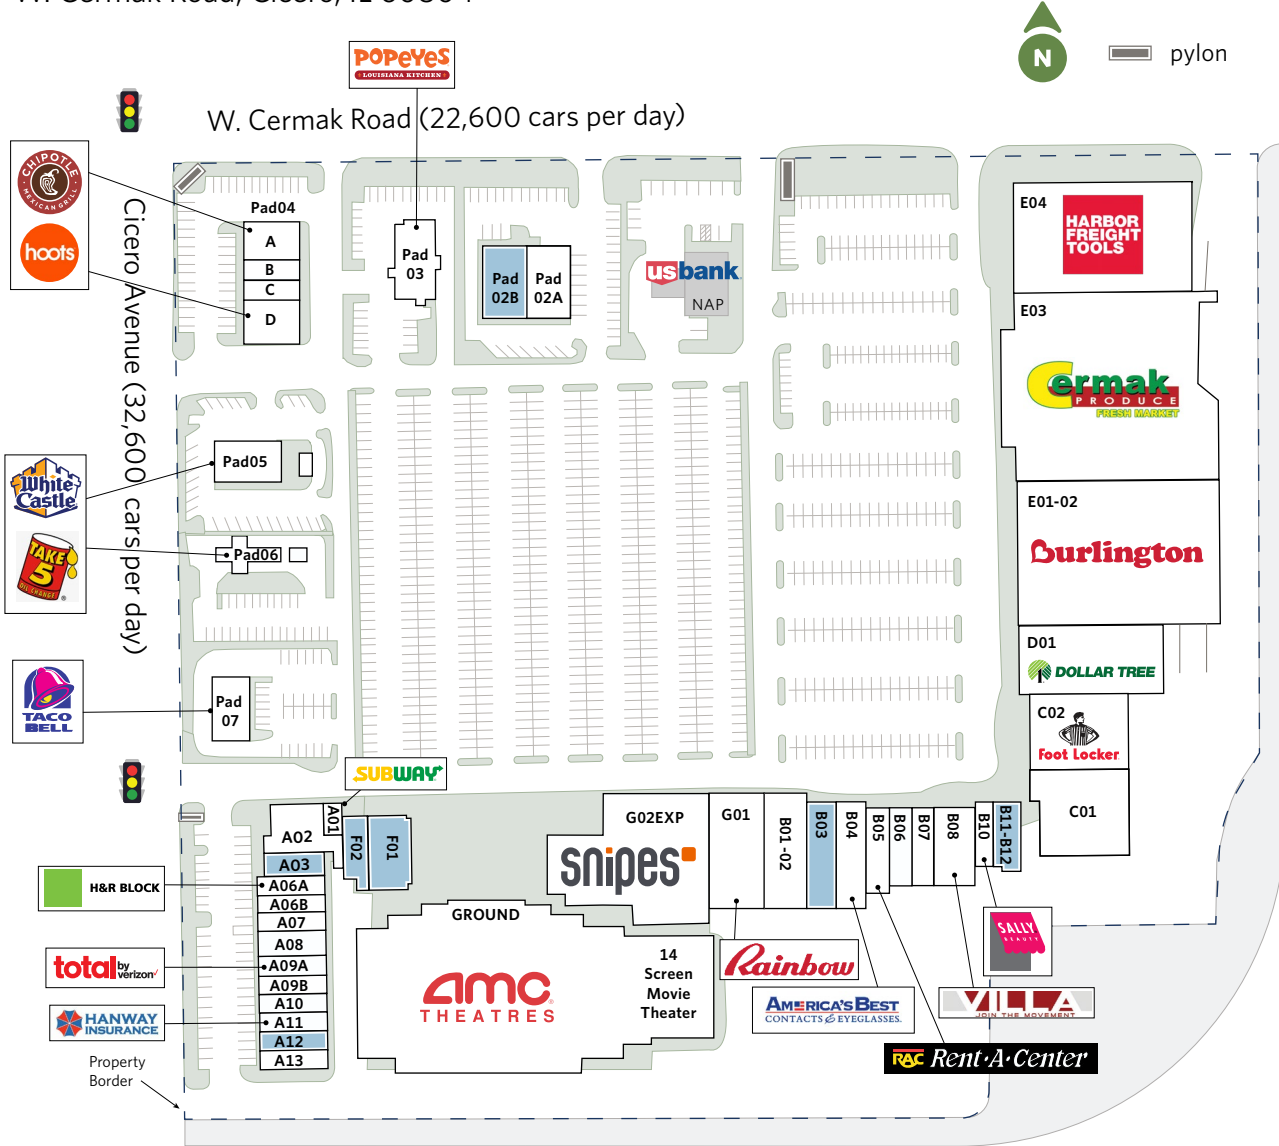 N
pylon
POPEYES
LOUISIANA KITCHEN
W. Cermak Road (22,600 cars per day)
CHIPOTLE
MEXICAN GRILL
hoots
Cicero Avenue (32,600 cars per day)
Pad04
A
B
C
D
Pad
03
Pad
02B
Pad
02A
usbank
NAP
E04
HARBOR
FREIGHT
TOOLS
E03
Cermak
PRODUCE
FRESH MARKET
White
Castle
Pad05
TAKE
5
OIL CHANGE
Pad06
E01-02
Burlington
D01
DOLLAR TREE
TACO
BELL
Pad
07
C02
Foot Locker
C01
SUBWAY
A01
A02
F02
F01
A03
H&R BLOCK
A06A
A06B
A07
A08
total by
verizon
A09A
A09B
A10
HANWAY
INSURANCE
A11
A12
A13
Property
Border
GROUND
amc
THEATRES
14
Screen
Movie
Theater
G02EXP
snipes
G01
B01-02
B03
B04
B05
B06
B07
B08
B10
B11-B12
Rainbow
AMERICA'S BEST
CONTACTS & EYEGLASSES
SALLY
BEAUTY
VILLA
JOIN THE MOVEMENT
RAC Rent-A-Center